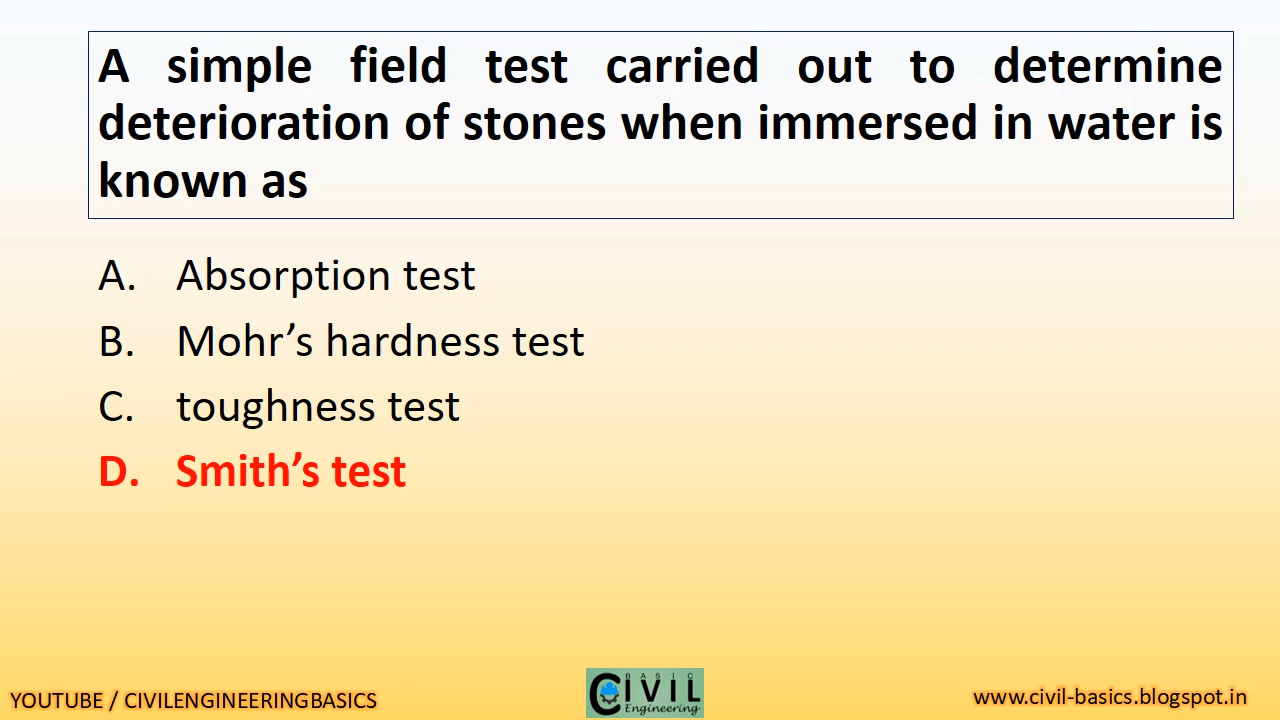 A simple field test carried out to determine
deterioration of stones when immersed in water is
known as
A. Absorption test
B. Mohr’s hardness test
C. toughness test
D. Smith’s test
YOUTUBE / CIVILENGINEERINGBASICS
BASIC
CIVIL
Engineering
www.civil-basics.blogspot.in